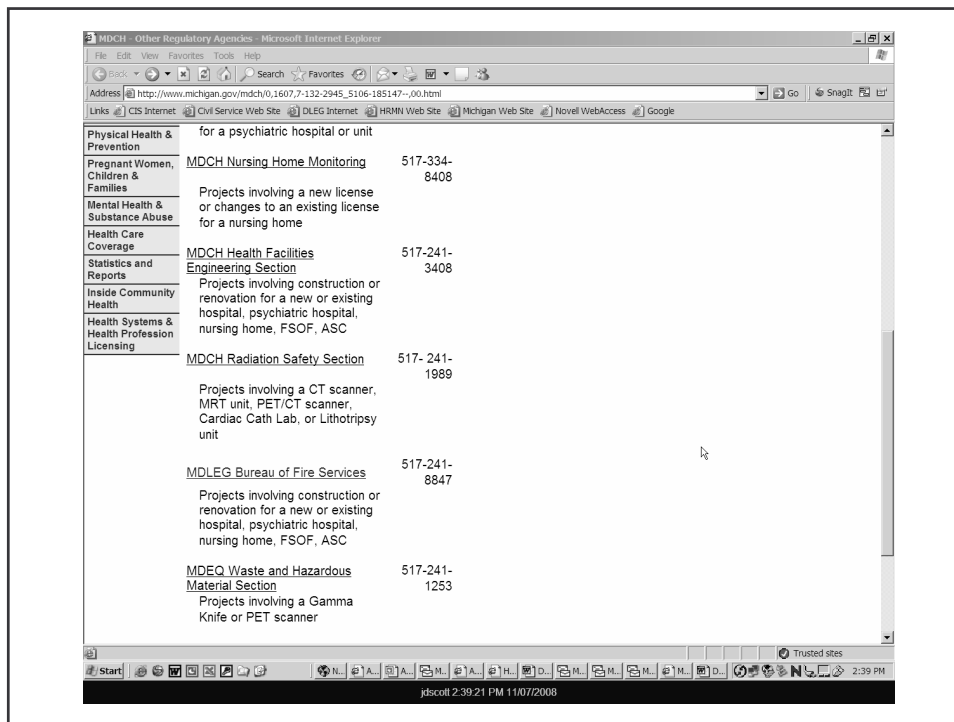 MDCH - Other Regulatory Agencies - Microsoft Internet Explorer
File Edit View Favorites Tools Help
Back Search Favorites
Address http://www.michigan.gov/mdch/0,1607,7-132-2945_5106-185147--,00.html Go SnagIt
Links CIS Internet Civil Service Web Site DLEG Internet HRMN Web Site Michigan Web Site Novell WebAccess Google
Physical Health &
Prevention
Pregnant Women,
Children &
Families
Mental Health &
Substance Abuse
Health Care
Coverage
Statistics and
Reports
Inside Community
Health
Health Systems &
Health Profession
Licensing
for a psychiatric hospital or unit
MDCH Nursing Home Monitoring 517-334-
8408
Projects involving a new license
or changes to an existing license
for a nursing home
MDCH Health Facilities 517-241-
Engineering Section 3408
Projects involving construction or
renovation for a new or existing
hospital, psychiatric hospital,
nursing home, FSOF, ASC
MDCH Radiation Safety Section 517- 241-
1989
Projects involving a CT scanner,
MRT unit, PET/CT scanner,
Cardiac Cath Lab, or Lithotripsy
unit
MDLEG Bureau of Fire Services 517-241-
8847
Projects involving construction or
renovation for a new or existing
hospital, psychiatric hospital,
nursing home, FSOF, ASC
MDEQ Waste and Hazardous 517-241-
Material Section 1253
Projects involving a Gamma
Knife or PET scanner
Trusted sites
Start N... A... A... M... A... H... D... M... M... M... M... D... 2:39 PM
jdscott 2:39:21 PM 11/07/2008